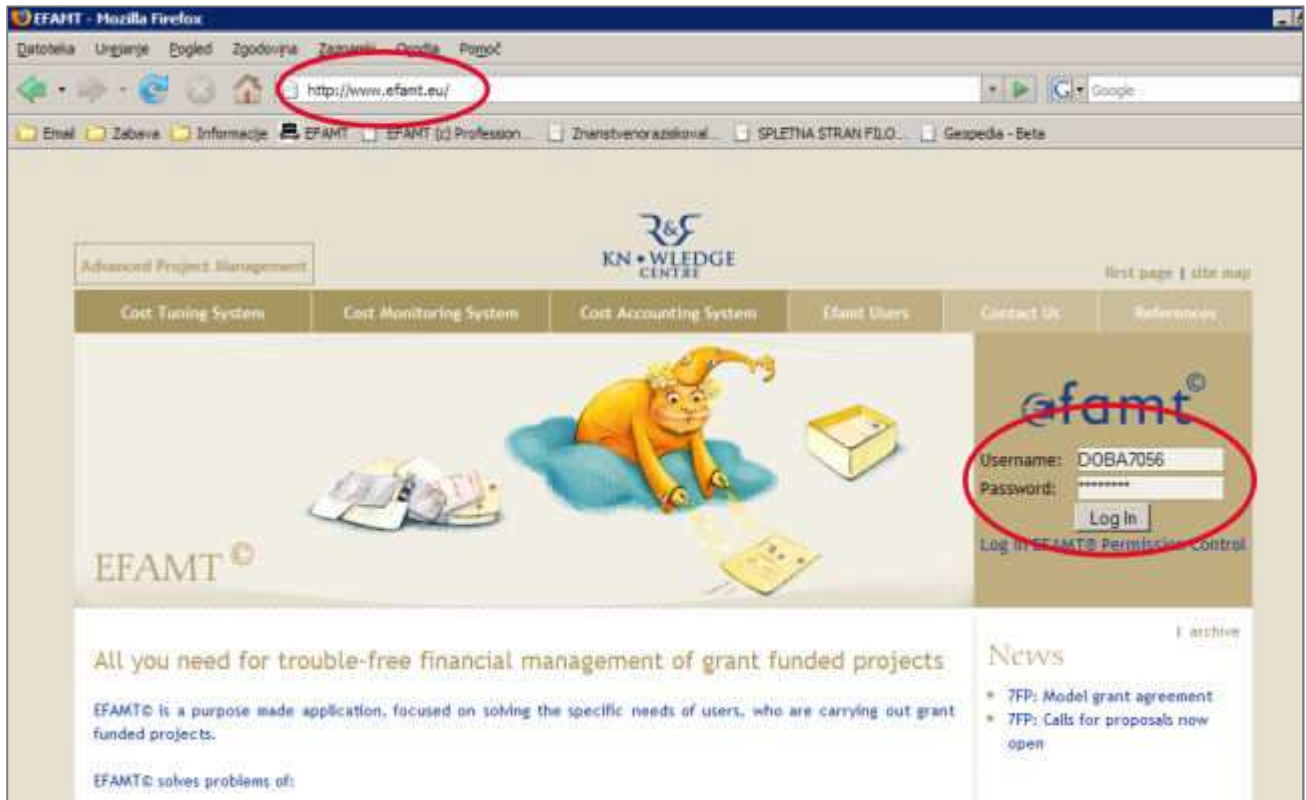 EFAMT - Mozilla Firefox
Datoteka Urejanje Pogled Zgodovina Zaznamki Orodja Pomoč
http://www.efamt.eu/
Google
Email Zabava Informacije EFAMT EFAMT (c) Profession... Znanstvenoraziskoval... SPLETNA STRAN FILO... Geopedia - Beta
R&F
KN•WLEDGE
CENTRE
Advanced Project Management
first page | site map
Cost Tuning System Cost Monitoring System Cost Accounting System Efamt Users Contact Us References
efamt©
Username: DOBA7056
Password: ********
Log In
Log in EFAMT® Permission Control
EFAMT©
| archive
All you need for trouble-free financial management of grant funded projects
EFAMT© is a purpose made application, focused on solving the specific needs of users, who are carrying out grant
funded projects.
EFAMT© solves problems of:
News
7FP: Model grant agreement
7FP: Calls for proposals now
open